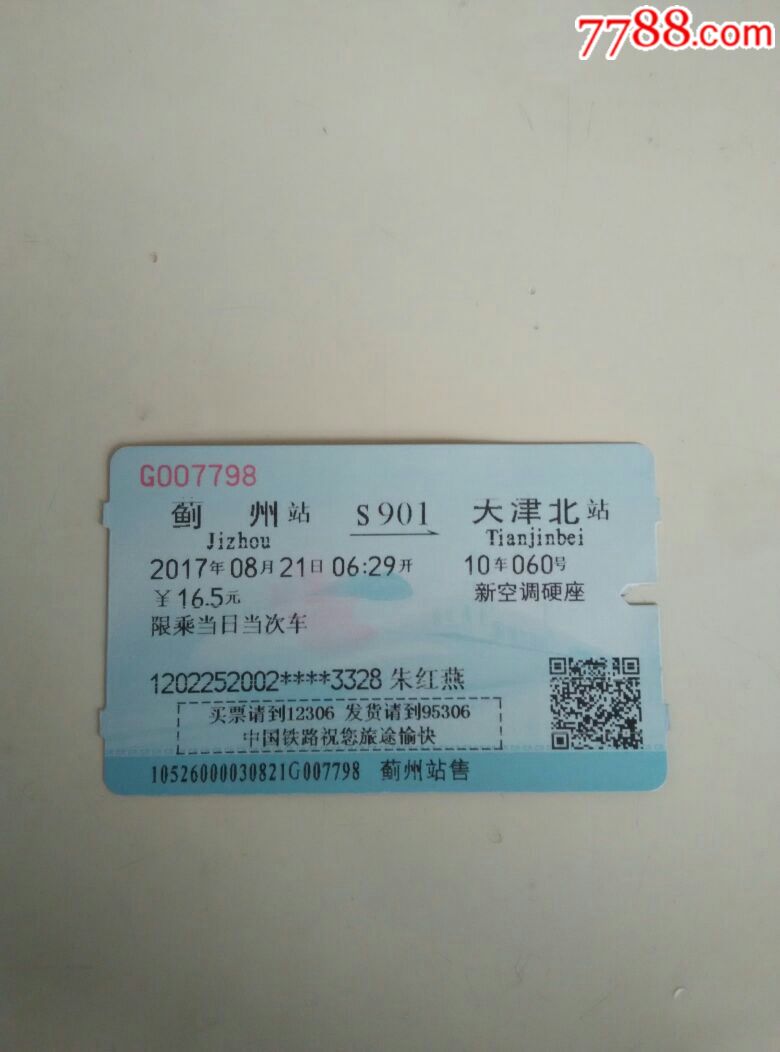 7788.com
G007798
蓟州站 S901 天津北站
Jizhou Tianjinbei
2017年08月21日 06:29开 10车060号
¥16.5元 新空调硬座
限乘当日当次车
1202252002****3328 朱红燕
买票请到12306 发货请到95306
中国铁路祝您旅途愉快
10526000030821G007798 蓟州站售